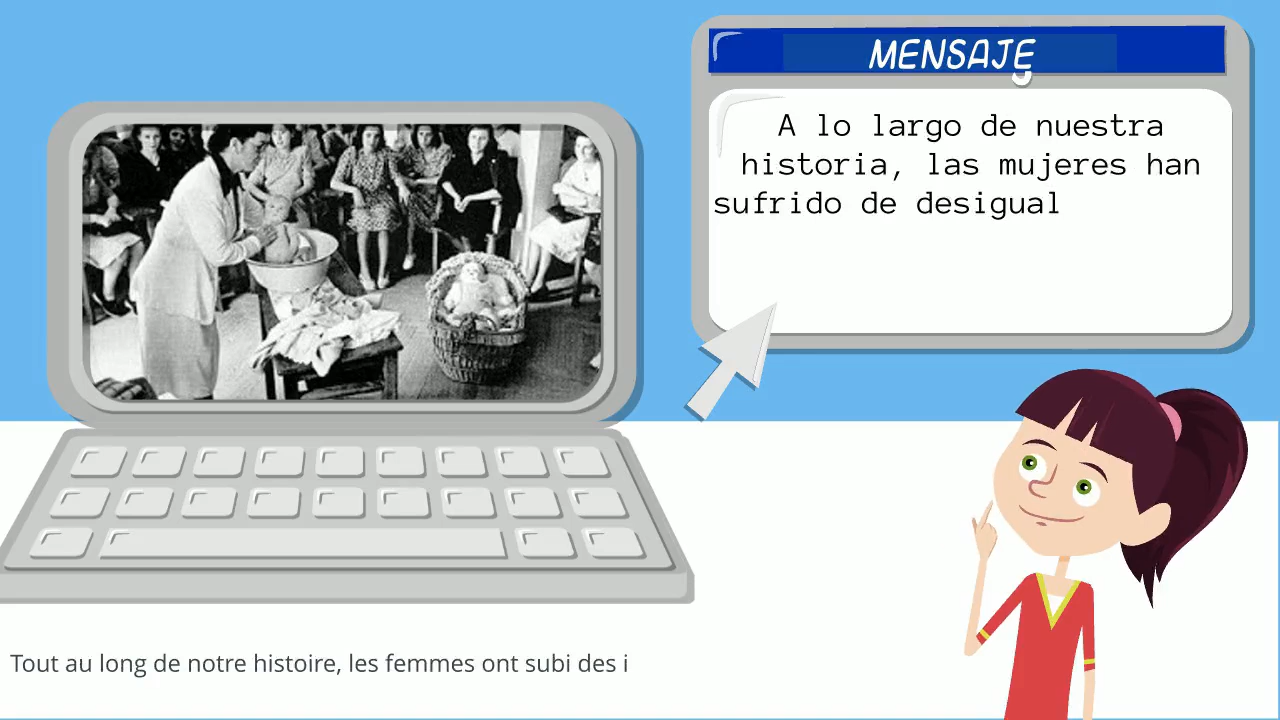 MENSAJE
A lo largo de nuestra
historia, las mujeres han
sufrido de desigual
Tout au long de notre histoire, les femmes ont subi des i